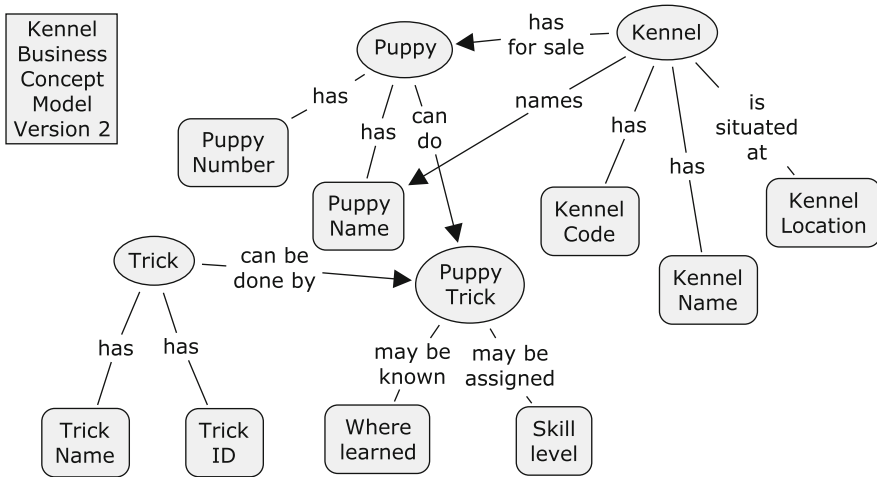 Kennel
Business
Concept
Model
Version 2
Puppy
has
for sale
Kennel
has
Puppy
Number
has
can
do
names
Puppy
Name
has
Kennel
Code
has
Kennel
Name
is
situated
at
Kennel
Location
Trick
can be
done by
Puppy
Trick
has
has
may be
known
may be
assigned
Trick
Name
Trick
ID
Where
learned
Skill
level